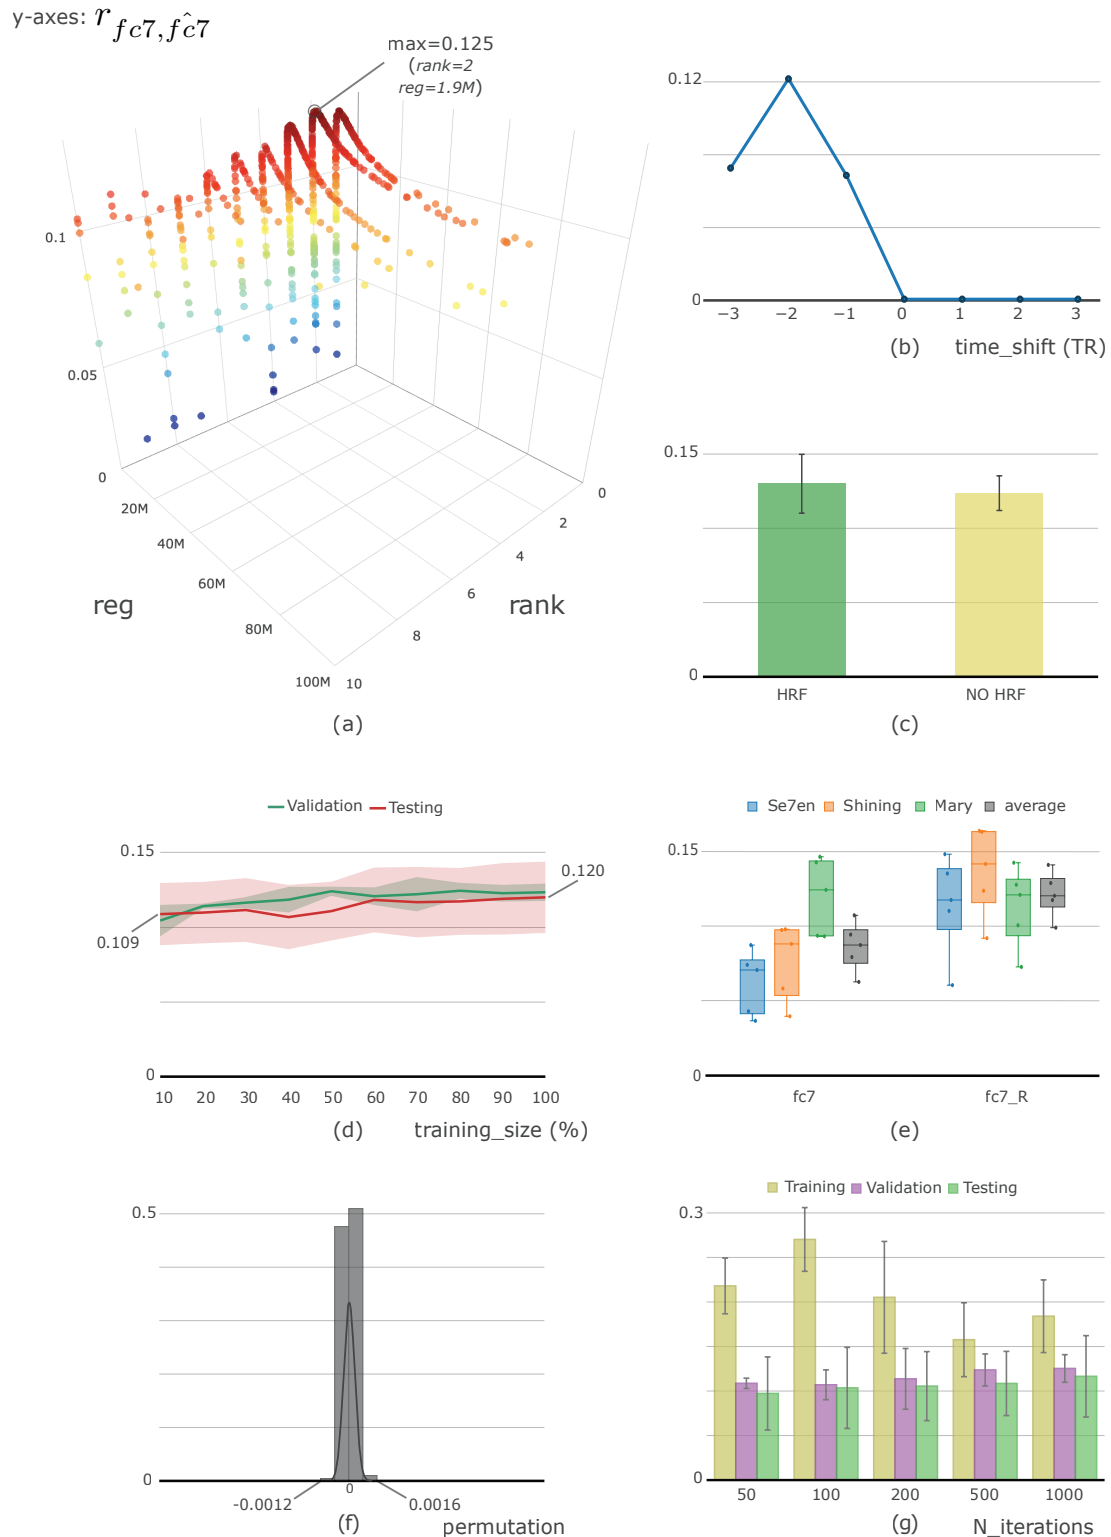 y-axes: r_{fc7, \hat{fc7}}
max=0.125
(rank=2
reg=1.9M)
0.1
0.05
0
20M
40M
60M
80M
100M
0
2
4
6
8
10
reg
rank
(a)
0.12
0
−3
−2
−1
0
1
2
3
(b) time_shift (TR)
0.15
0
HRF
NO HRF
(c)
Validation Testing
0.15
0.120
0.109
0
10 20 30 40 50 60 70 80 90 100
(d) training_size (%)
Se7en Shining Mary average
0.15
0
fc7
fc7_R
(e)
0.5
0
0
-0.0012
0.0016
(f) permutation
Training Validation Testing
0.3
0
50 100 200 500 1000
(g) N_iterations